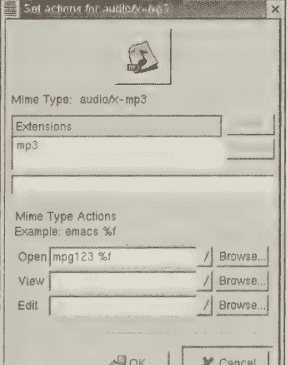 Set actions for audio/x-mp3
mp3
Mime Type: audio/x-mp3
Extensions
mp3
Mime Type Actions
Example: emacs %f
Open mpg123 %f / Browse...
View / Browse...
Edit / Browse...
OK Cancel